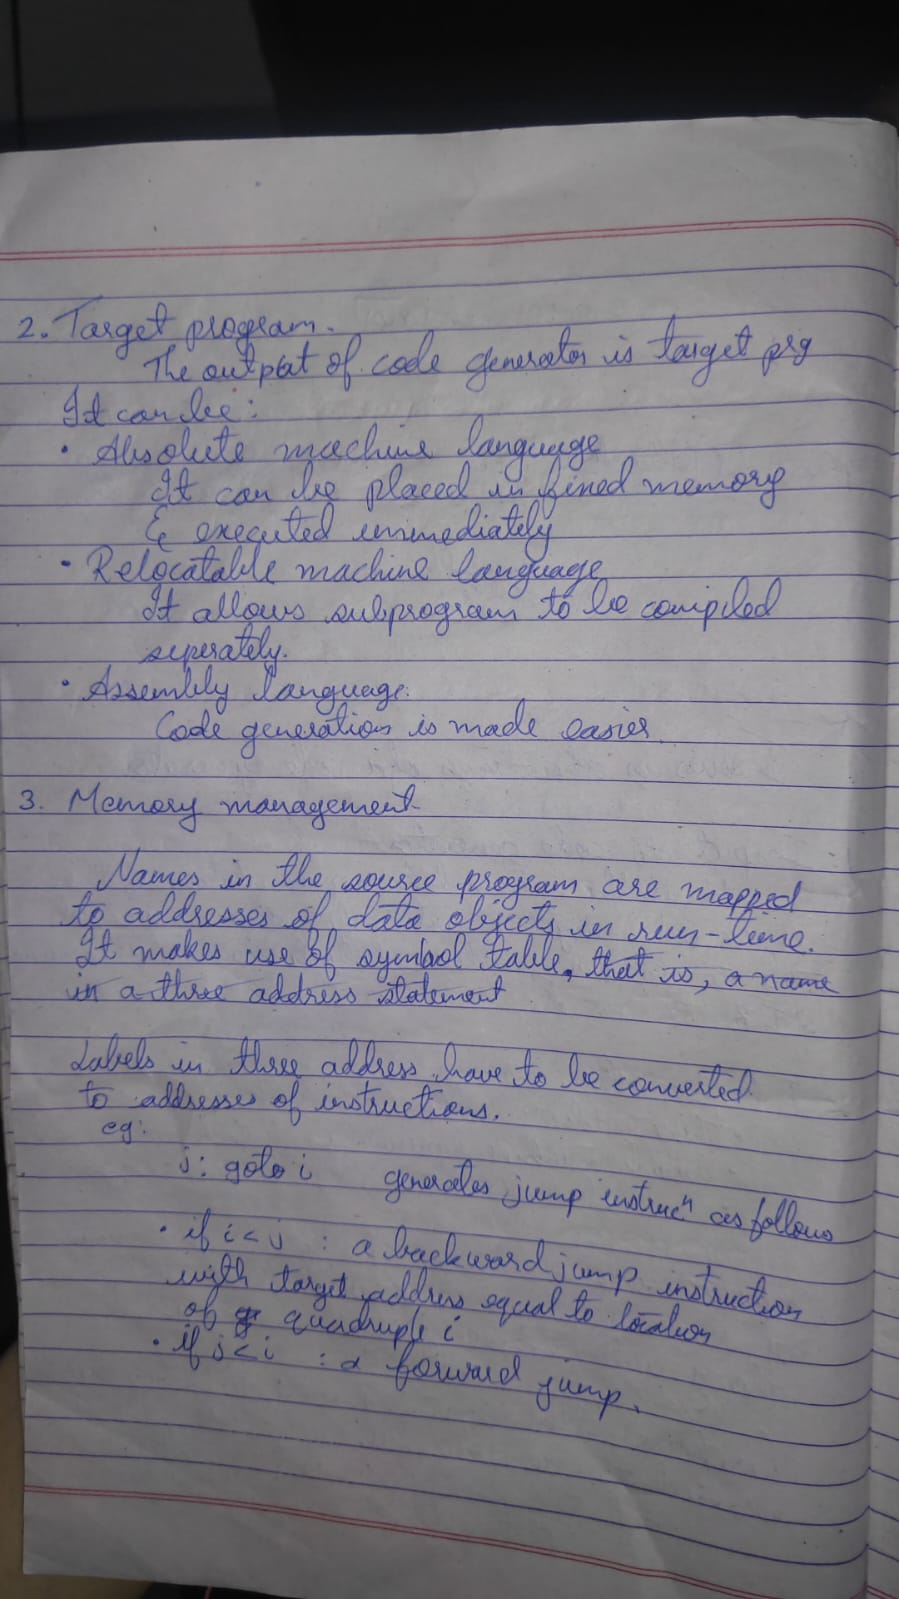 2. Target program.
The output of code generator is target prg
It can be:
• Absolute machine language
It can be placed in fixed memory
& executed immediately
• Relocatable machine language
It allows subprogram to be compiled
seperately.
• Assembly language.
Code generation is made easier.
3. Memory management
Names in the source program are mapped
to addresses of data objects in run-time.
It makes use of symbol table, that is, a name
in a three address statement
Labels in three address have to be converted
to addresses of instructions.
eg:
j: goto i generates jump instrucⁿ as follows
• if i < j : a backward jump instruction
with target address equal to location
of quadruple i
• if j < i : a forward jump.